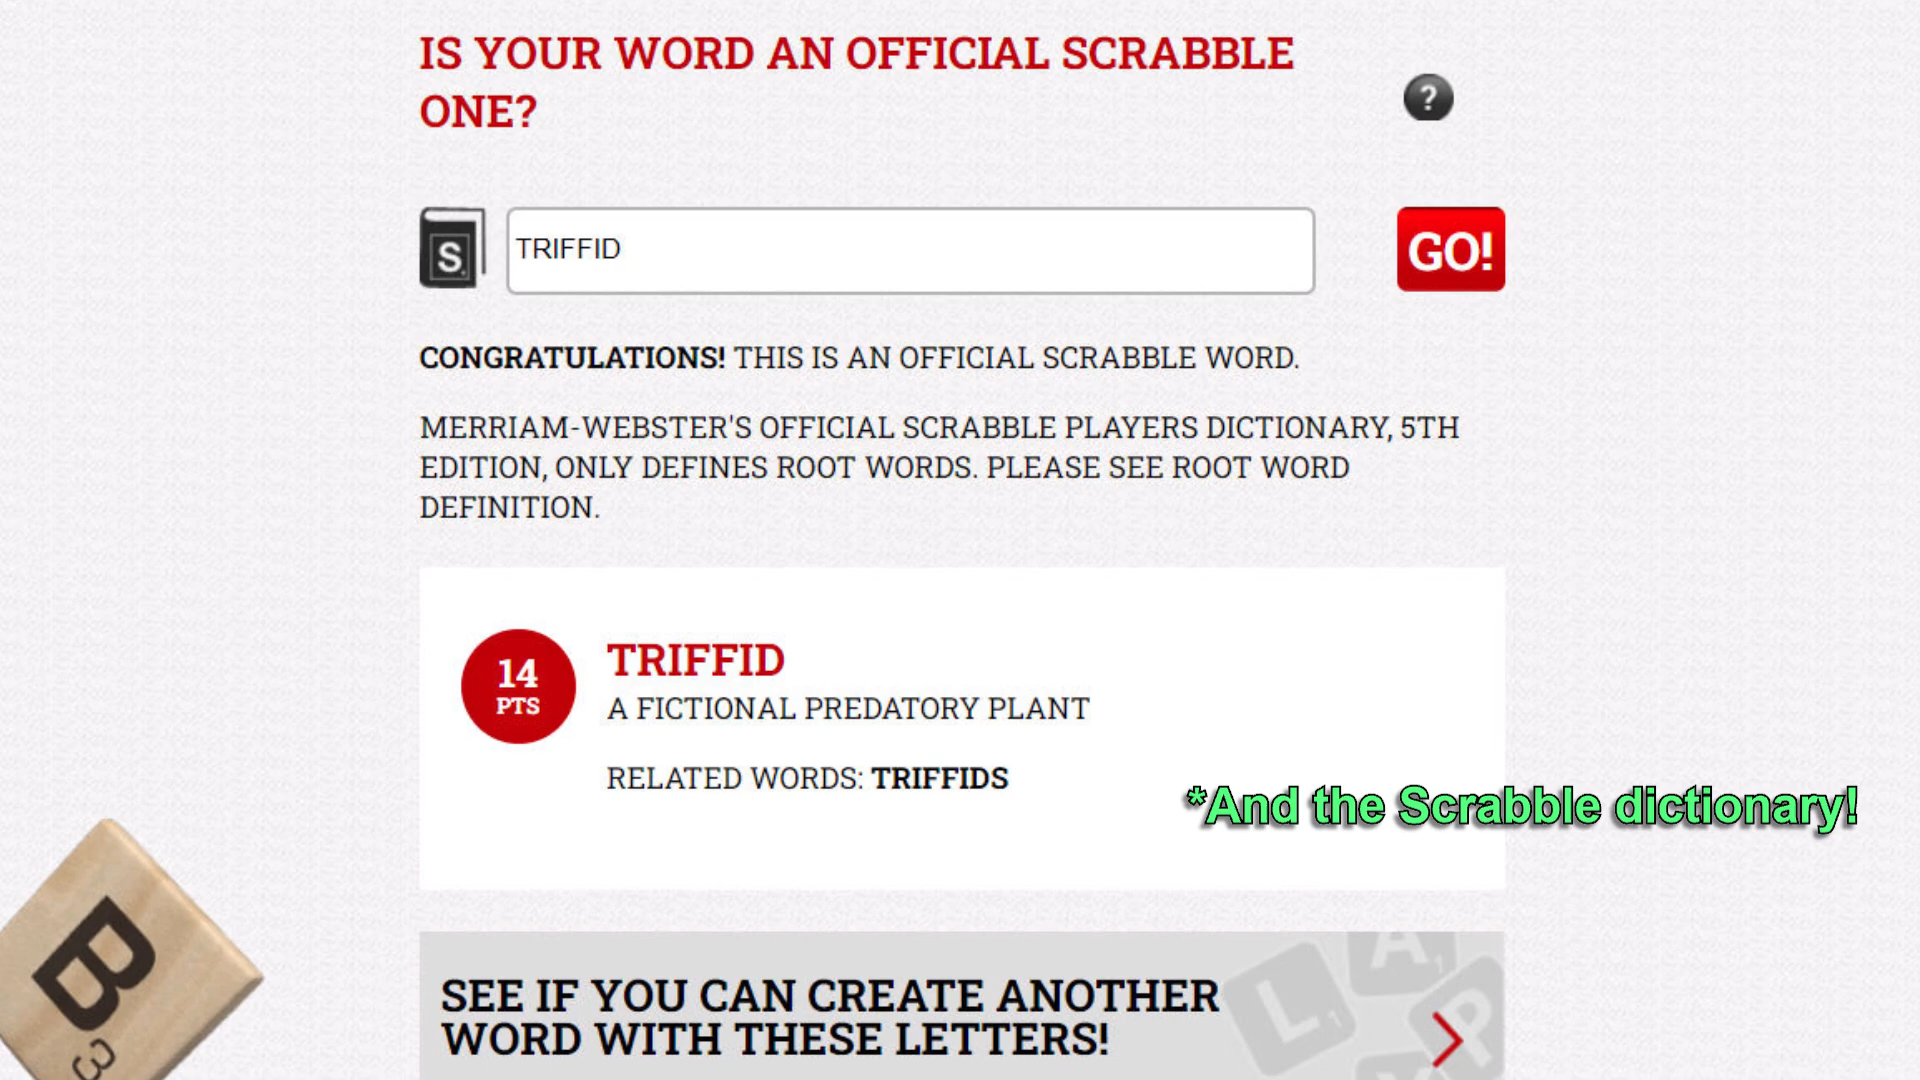 IS YOUR WORD AN OFFICIAL SCRABBLE
ONE?
?
S.
TRIFFID
GO!
CONGRATULATIONS! THIS IS AN OFFICIAL SCRABBLE WORD.
MERRIAM-WEBSTER'S OFFICIAL SCRABBLE PLAYERS DICTIONARY, 5TH
EDITION, ONLY DEFINES ROOT WORDS. PLEASE SEE ROOT WORD
DEFINITION.
14
PTS
TRIFFID
A FICTIONAL PREDATORY PLANT
RELATED WORDS: TRIFFIDS
*And the Scrabble dictionary!
B
3
SEE IF YOU CAN CREATE ANOTHER
WORD WITH THESE LETTERS!
L1
A1
P